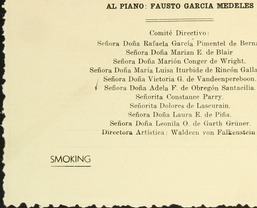 AL PIANO: FAUSTO GARCIA MEDELES
Comité Directivo:
Señora Doña Rafaela García Pimentel de Bern
Señora Doña Marian E. de Blair
Señora Doña Marión Conger de Wright.
Señora Doña María Luisa Iturbide de Rincón Galla
Señora Doña Victoria G. de Vandeenpereboon.
Señora Doña Adela F. de Obregón Santacilia.
Señorita Constance Parry.
Señorita Dolores de Lascurain.
Señora Doña Laura E. de Piña.
Señora Doña Leonila O. de Garth Grüner.
Directora Artística: Waldeen von Falkenstein
SMOKING